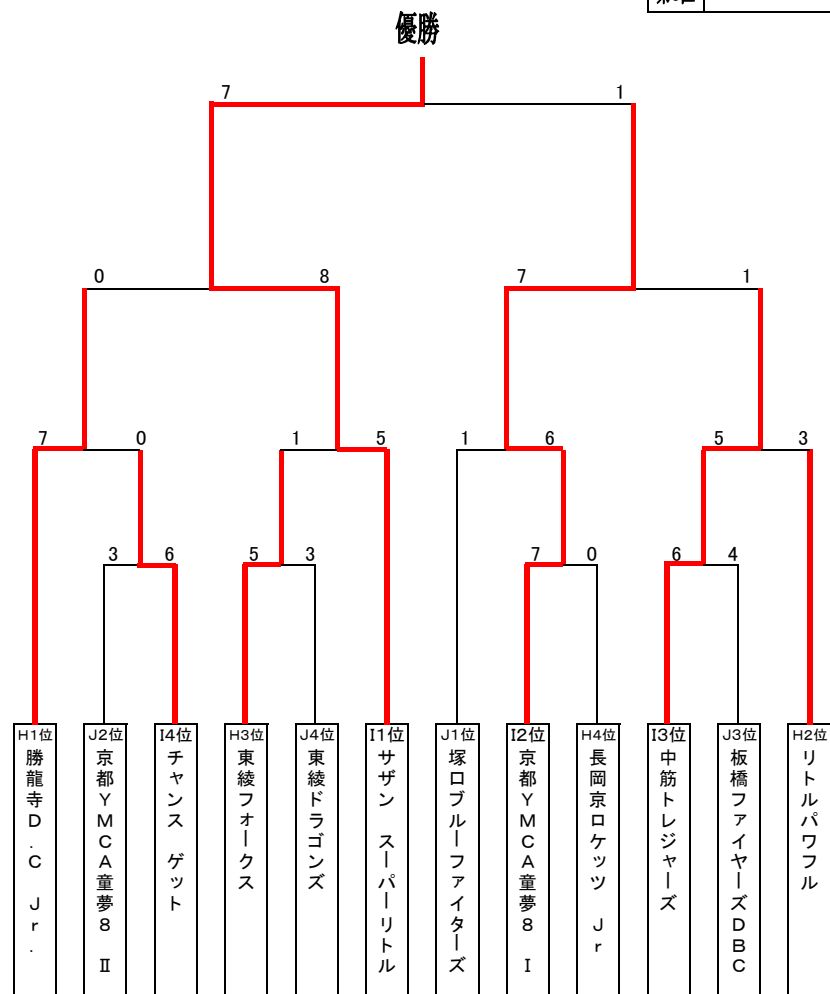 優勝
7 1
0 8 7 1
7 0 1 5 1 6 5 3
3 6 5 3 7 0 6 4
H1位
勝龍寺D.C Jr.
J2位
京都YMCA童夢8 Ⅱ
I4位
チャンス ゲット
H3位
東綾フォークス
J4位
東綾ドラゴンズ
I1位
サザン スーパーリトル
J1位
塚口ブルーファイターズ
I2位
京都YMCA童夢8 Ⅰ
H4位
長岡京ロケッツ Jr
I3位
中筋トレジャーズ
J3位
板橋ファイヤーズDBC
H2位
リトルパワフル